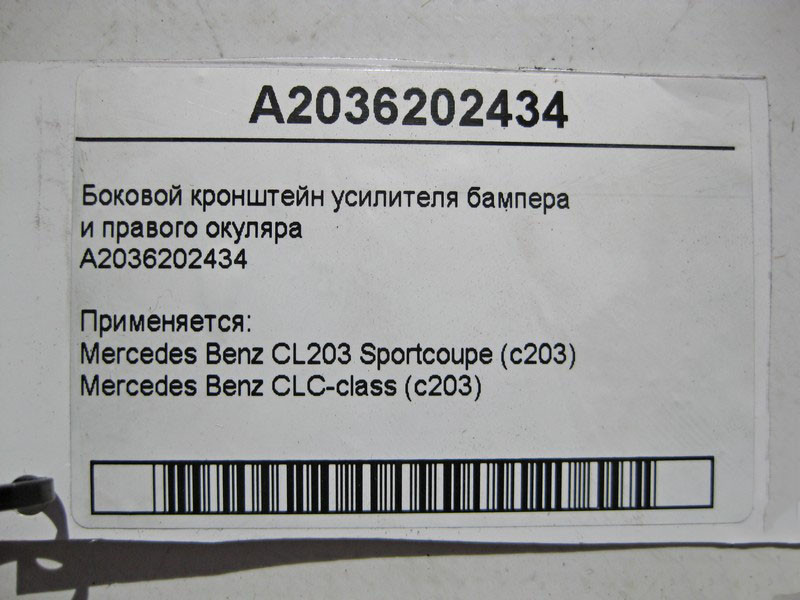 A2036202434
Боковой кронштейн усилителя бампера
и правого окуляра
A2036202434
Применяется:
Mercedes Benz CL203 Sportcoupe (c203)
Mercedes Benz CLC-class (c203)